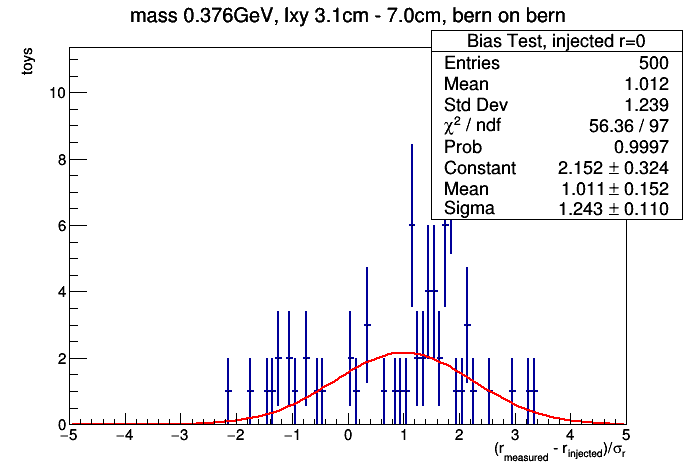 mass 0.376GeV, lxy 3.1cm - 7.0cm, bern on bern
toys
Bias Test, injected r=0
Entries 500
Mean 1.012
Std Dev 1.239
χ² / ndf 56.36 / 97
Prob 0.9997
Constant 2.152 ± 0.324
Mean 1.011 ± 0.152
Sigma 1.243 ± 0.110
10
8
6
4
2
0
−5 −4 −3 −2 −1 0 1 2 3 4 5
(r_measured - r_injected)/σ_r